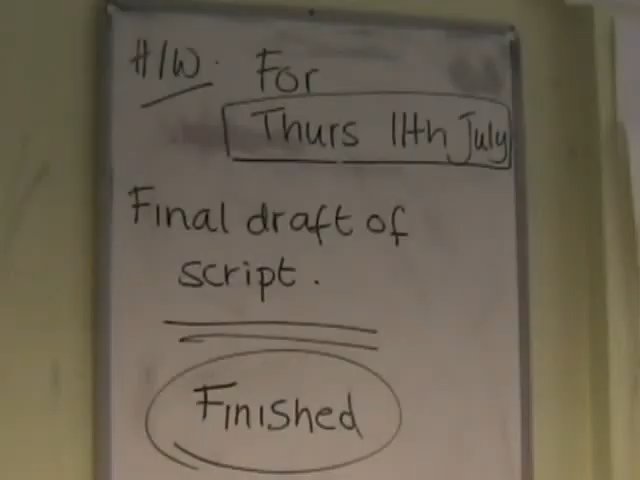 H/W. For
Thurs 11th July
Final draft of
script.
Finished